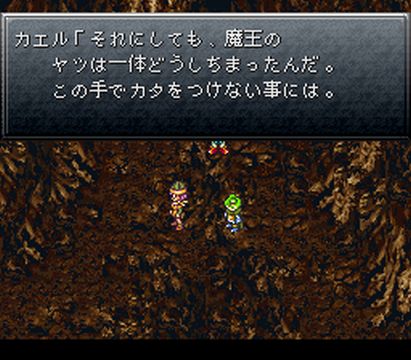 カエル「それにしても、魔王の
ヤツは一体どうしちまったんだ。
この手でカタをつけない事には。